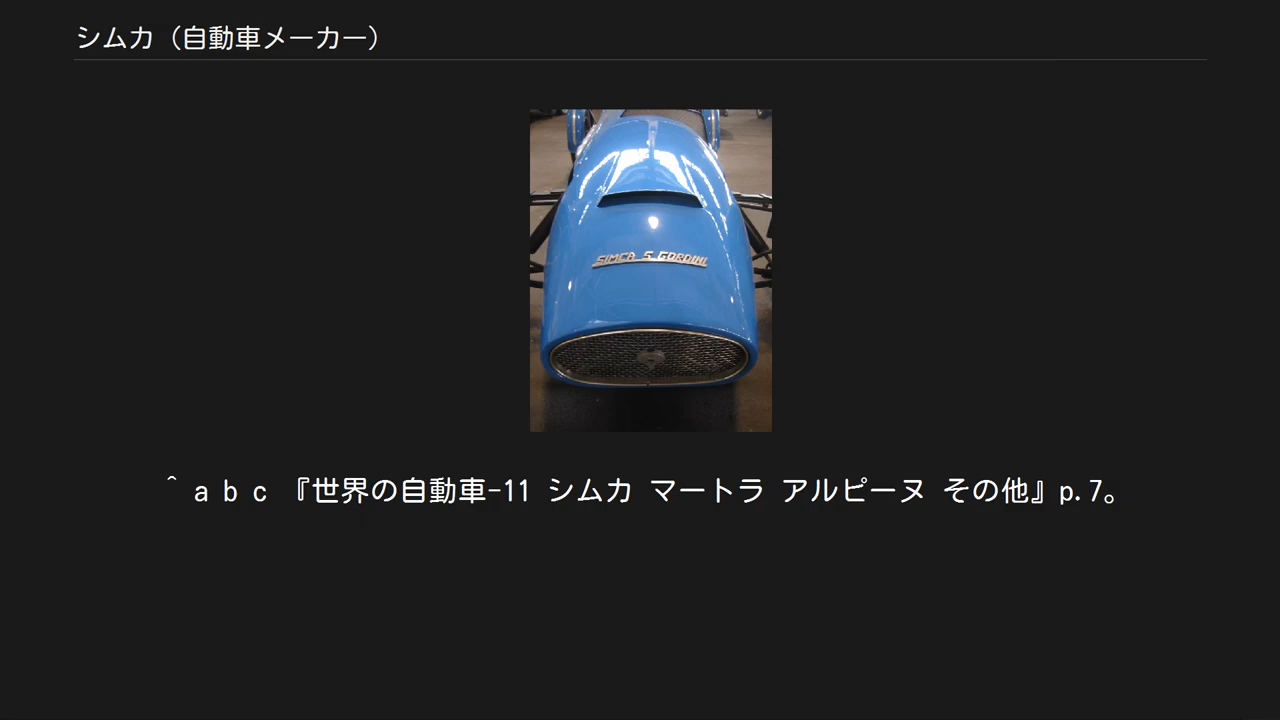 シムカ（自動車メーカー）
SIMCA 5 GORDINI
^ a b c 『世界の自動車-11 シムカ マートラ アルピーヌ その他』p.7。